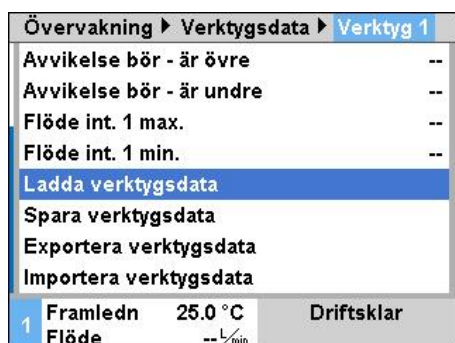 Övervakning ▶ Verktygsdata ▶ Verktyg 1
Avvikelse bör - är övre --
Avvikelse bör - är undre --
Flöde int. 1 max. --
Flöde int. 1 min. --
Ladda verktygsdata
Spara verktygsdata
Exportera verktygsdata
Importera verktygsdata
1 Framledn 25.0 °C Driftsklar
Flöde -- L/min